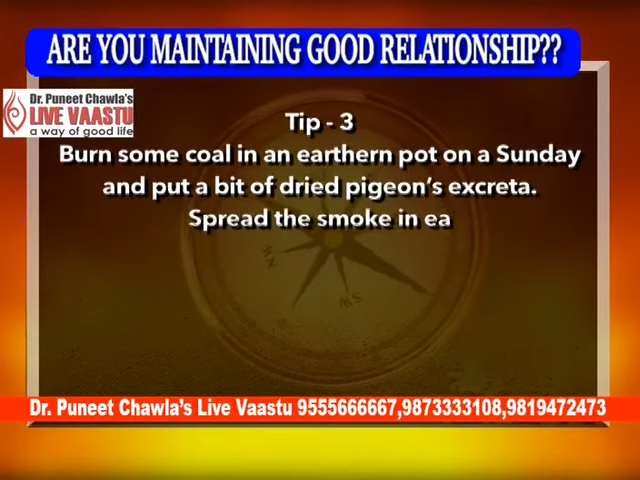 ARE YOU MAINTAINING GOOD RELATIONSHIP??
Dr. Puneet Chawla's
LIVE VAASTU
a way of good life
Tip - 3
Burn some coal in an earthern pot on a Sunday
and put a bit of dried pigeon's excreta.
Spread the smoke in ea
NW
SW
Dr. Puneet Chawla's Live Vaastu 9555666667,9873333108,9819472473